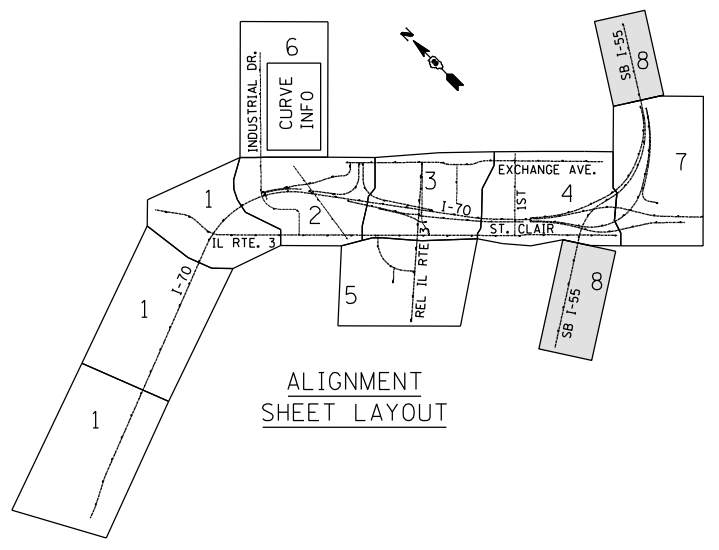 SB I-55
8
N
6
INDUSTRIAL DR.
CURVE
INFO
7
EXCHANGE AVE.
1
3
4
1ST
2
I-70
ST. CLAIR
IL RTE. 3
REL IL RTE 3
I-70
5
8
SB I-55
1
1
ALIGNMENT
SHEET LAYOUT